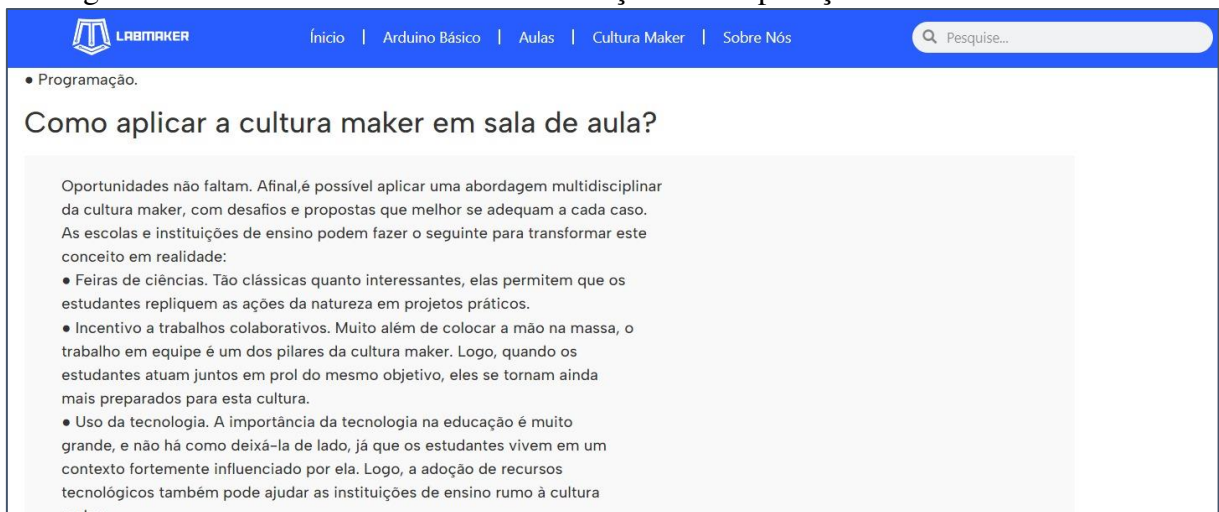 LABMAKER
Ínicio | Arduino Básico | Aulas | Cultura Maker | Sobre Nós
Pesquise...
● Programação.
Como aplicar a cultura maker em sala de aula?
Oportunidades não faltam. Afinal,é possível aplicar uma abordagem multidisciplinar
da cultura maker, com desafios e propostas que melhor se adequam a cada caso.
As escolas e instituições de ensino podem fazer o seguinte para transformar este
conceito em realidade:
● Feiras de ciências. Tão clássicas quanto interessantes, elas permitem que os
estudantes repliquem as ações da natureza em projetos práticos.
● Incentivo a trabalhos colaborativos. Muito além de colocar a mão na massa, o
trabalho em equipe é um dos pilares da cultura maker. Logo, quando os
estudantes atuam juntos em prol do mesmo objetivo, eles se tornam ainda
mais preparados para esta cultura.
● Uso da tecnologia. A importância da tecnologia na educação é muito
grande, e não há como deixá-la de lado, já que os estudantes vivem em um
contexto fortemente influenciado por ela. Logo, a adoção de recursos
tecnológicos também pode ajudar as instituições de ensino rumo à cultura